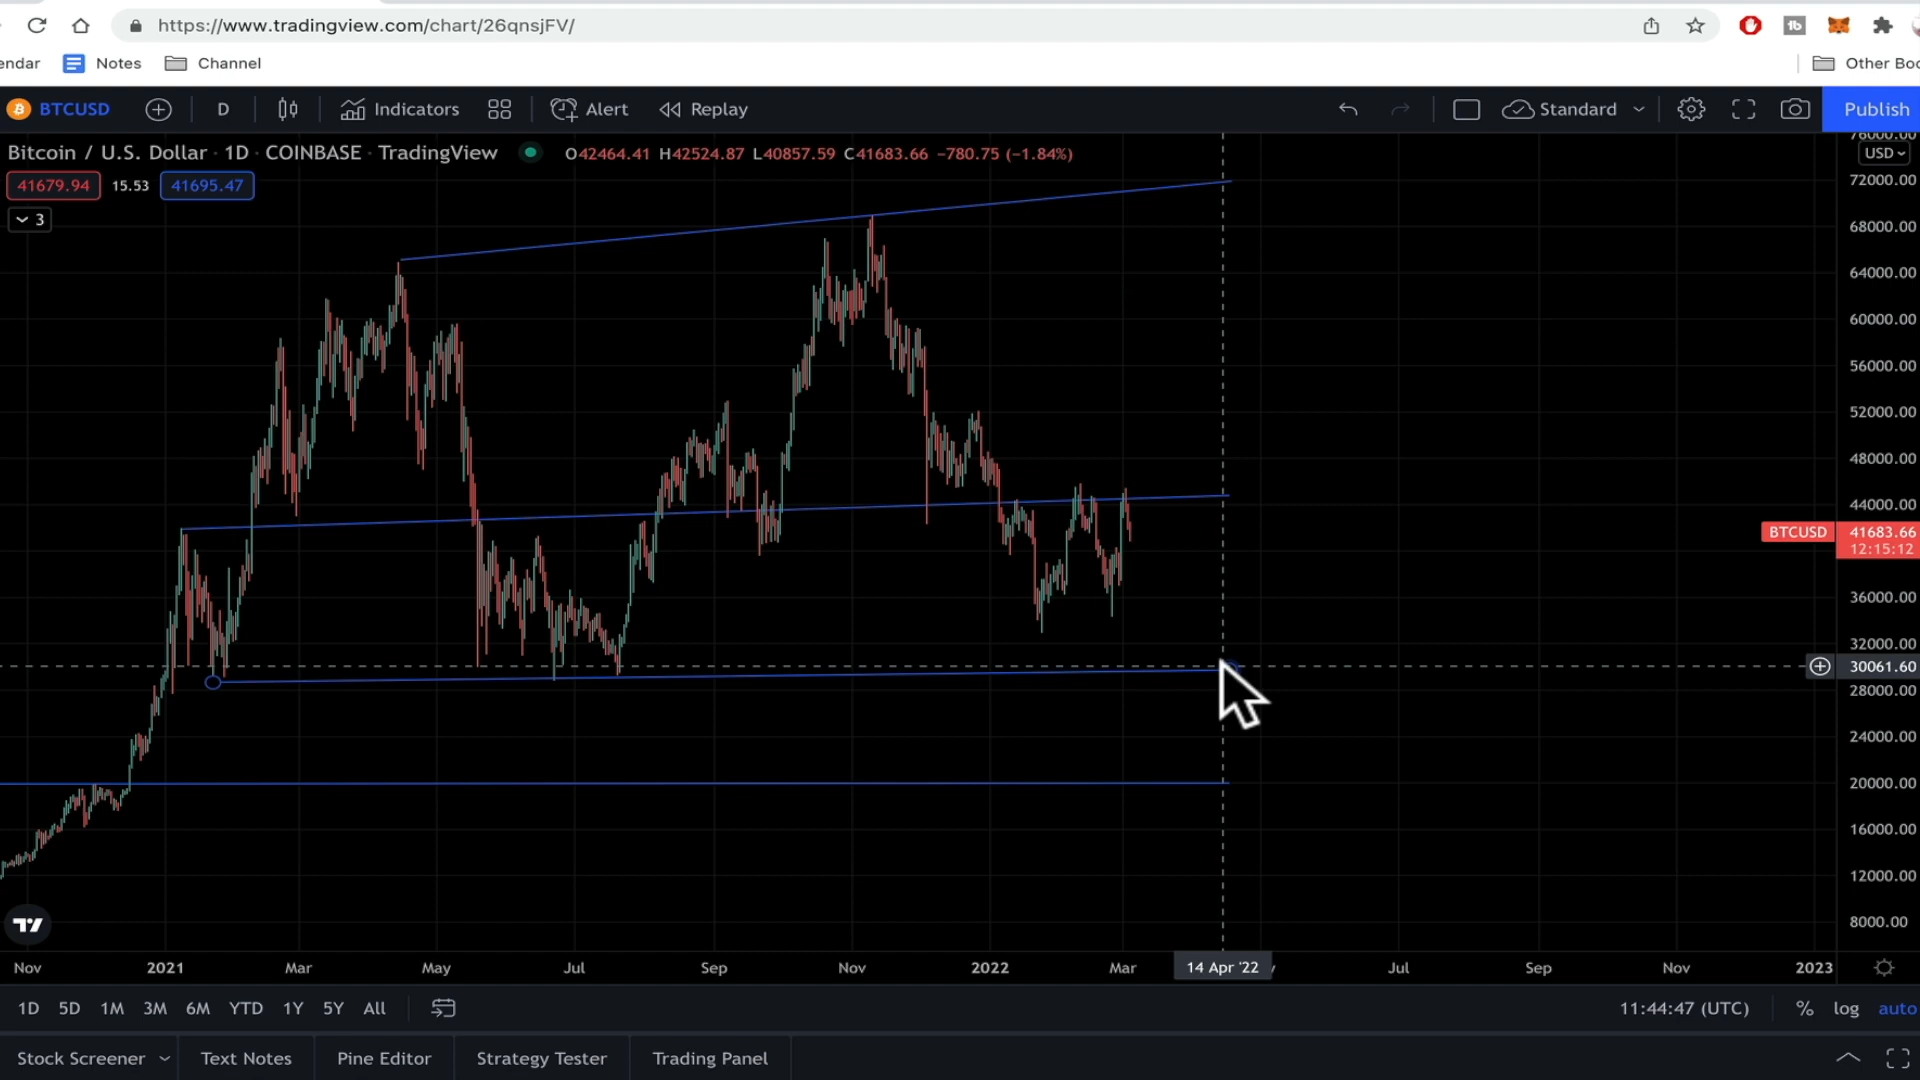 https://www.tradingview.com/chart/26qnsjFV/
endar Notes Channel Other Boo
BTCUSD D Indicators Alert Replay Standard Publish
Bitcoin / U.S. Dollar · 1D · COINBASE · TradingView O42464.41 H42524.87 L40857.59 C41683.66 −780.75 (−1.84%)
41679.94 15.53 41695.47
3
76000.00
USD
72000.00
68000.00
64000.00
60000.00
56000.00
52000.00
48000.00
44000.00
BTCUSD 41683.66
12:15:12
36000.00
32000.00
30061.60
28000.00
24000.00
20000.00
16000.00
12000.00
8000.00
Nov 2021 Mar May Jul Sep Nov 2022 Mar 14 Apr '22 Jul Sep Nov 2023
1D 5D 1M 3M 6M YTD 1Y 5Y All 11:44:47 (UTC) % log auto
Stock Screener Text Notes Pine Editor Strategy Tester Trading Panel